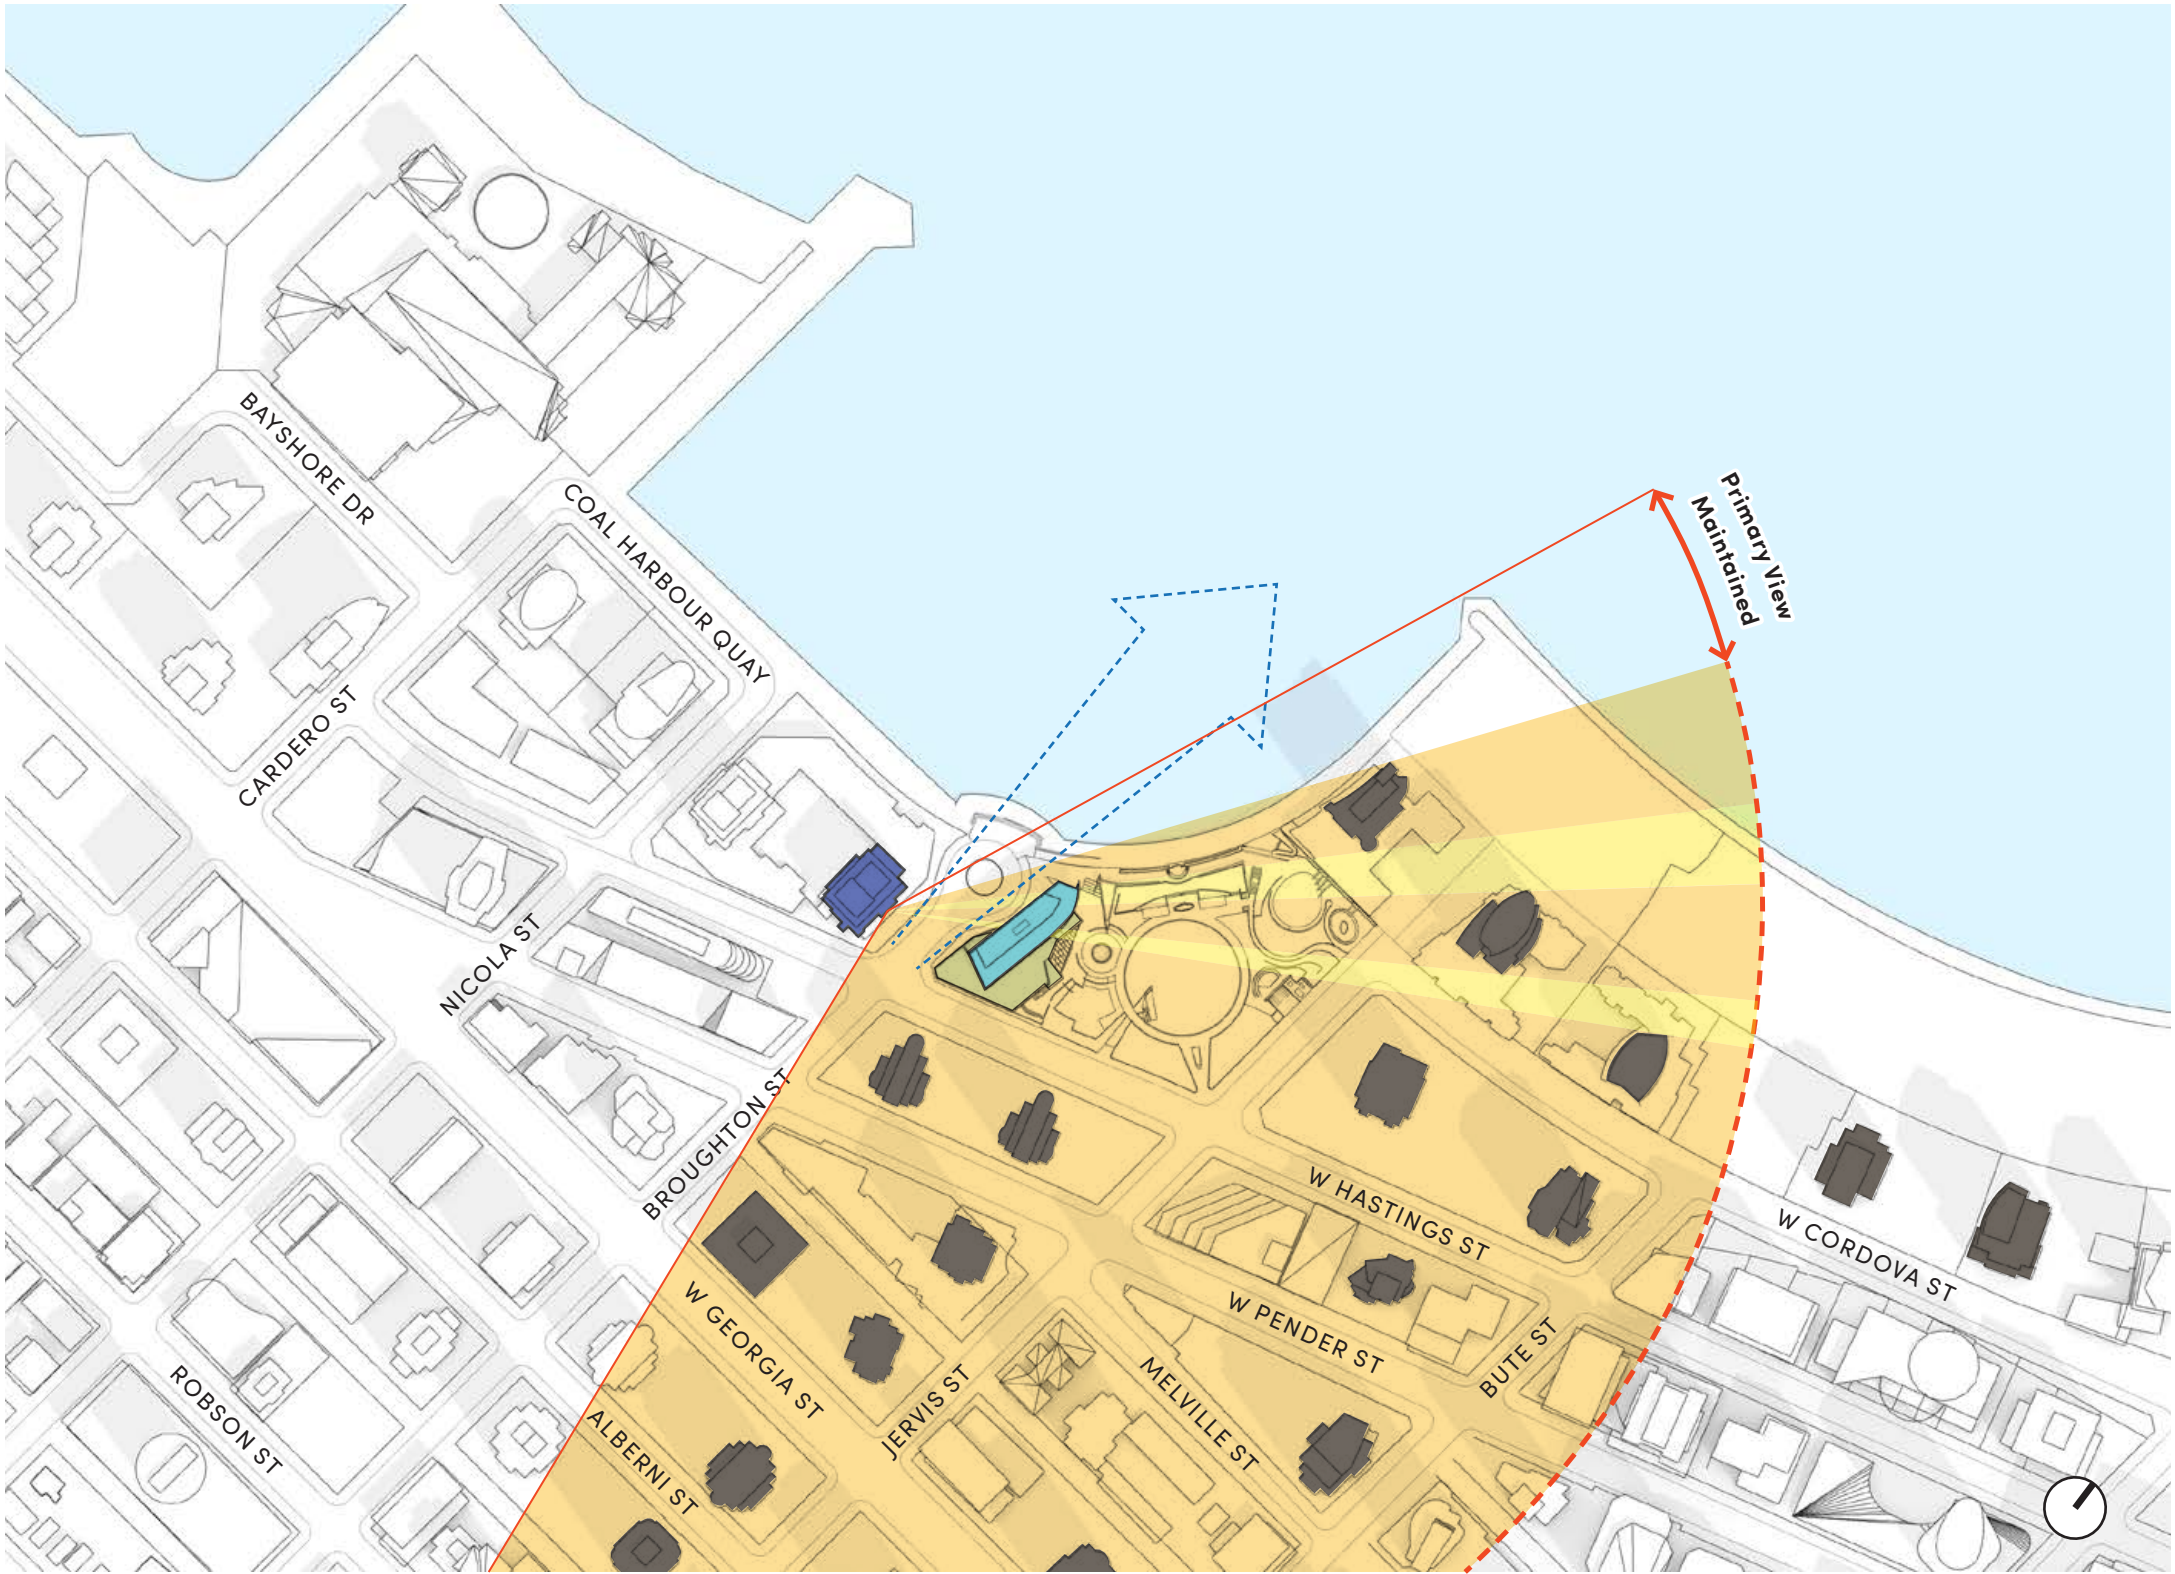 BAYSHORE DR
COAL HARBOUR QUAY
Primary View
Maintained
CARDERO ST
NICOLA ST
BROUGHTON ST
W HASTINGS ST
W CORDOVA ST
W GEORGIA ST
W PENDER ST
BUTE ST
MELVILLE ST
JERVIS ST
ROBSON ST
ALBERNI ST